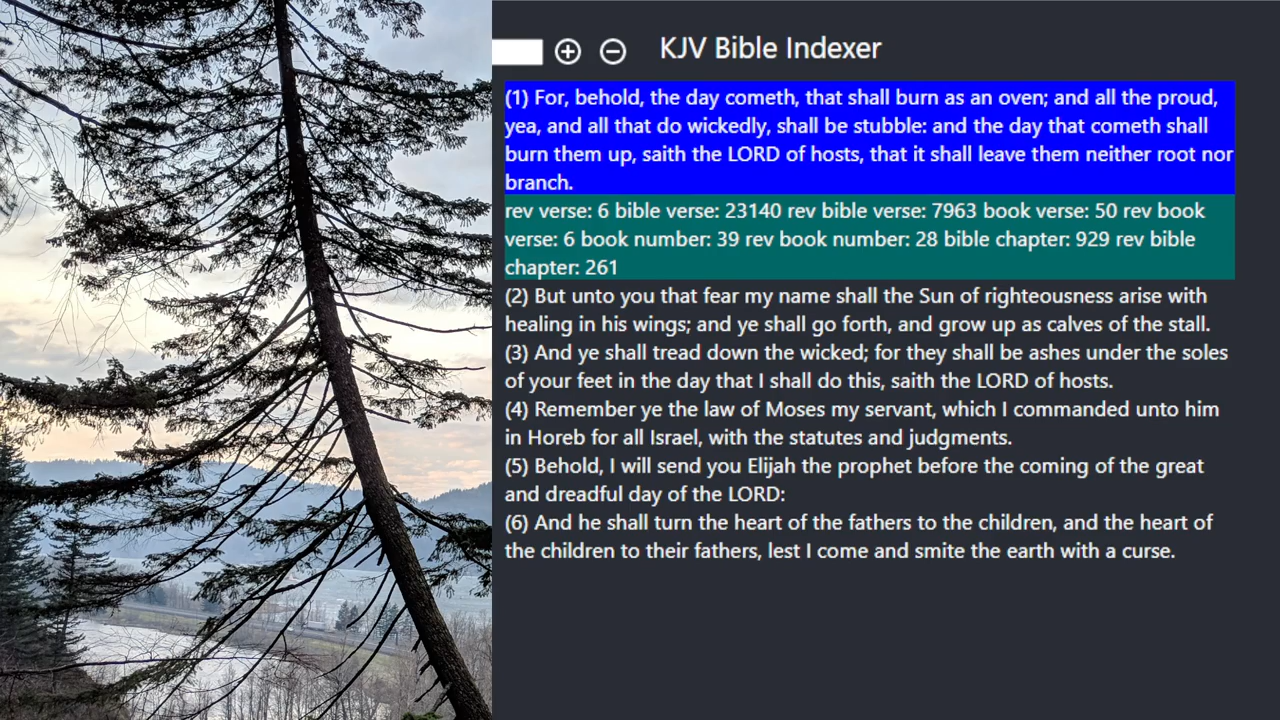 KJV Bible Indexer
(1) For, behold, the day cometh, that shall burn as an oven; and all the proud,
yea, and all that do wickedly, shall be stubble: and the day that cometh shall
burn them up, saith the LORD of hosts, that it shall leave them neither root nor
branch.
rev verse: 6 bible verse: 23140 rev bible verse: 7963 book verse: 50 rev book
verse: 6 book number: 39 rev book number: 28 bible chapter: 929 rev bible
chapter: 261
(2) But unto you that fear my name shall the Sun of righteousness arise with
healing in his wings; and ye shall go forth, and grow up as calves of the stall.
(3) And ye shall tread down the wicked; for they shall be ashes under the soles
of your feet in the day that I shall do this, saith the LORD of hosts.
(4) Remember ye the law of Moses my servant, which I commanded unto him
in Horeb for all Israel, with the statutes and judgments.
(5) Behold, I will send you Elijah the prophet before the coming of the great
and dreadful day of the LORD:
(6) And he shall turn the heart of the fathers to the children, and the heart of
the children to their fathers, lest I come and smite the earth with a curse.